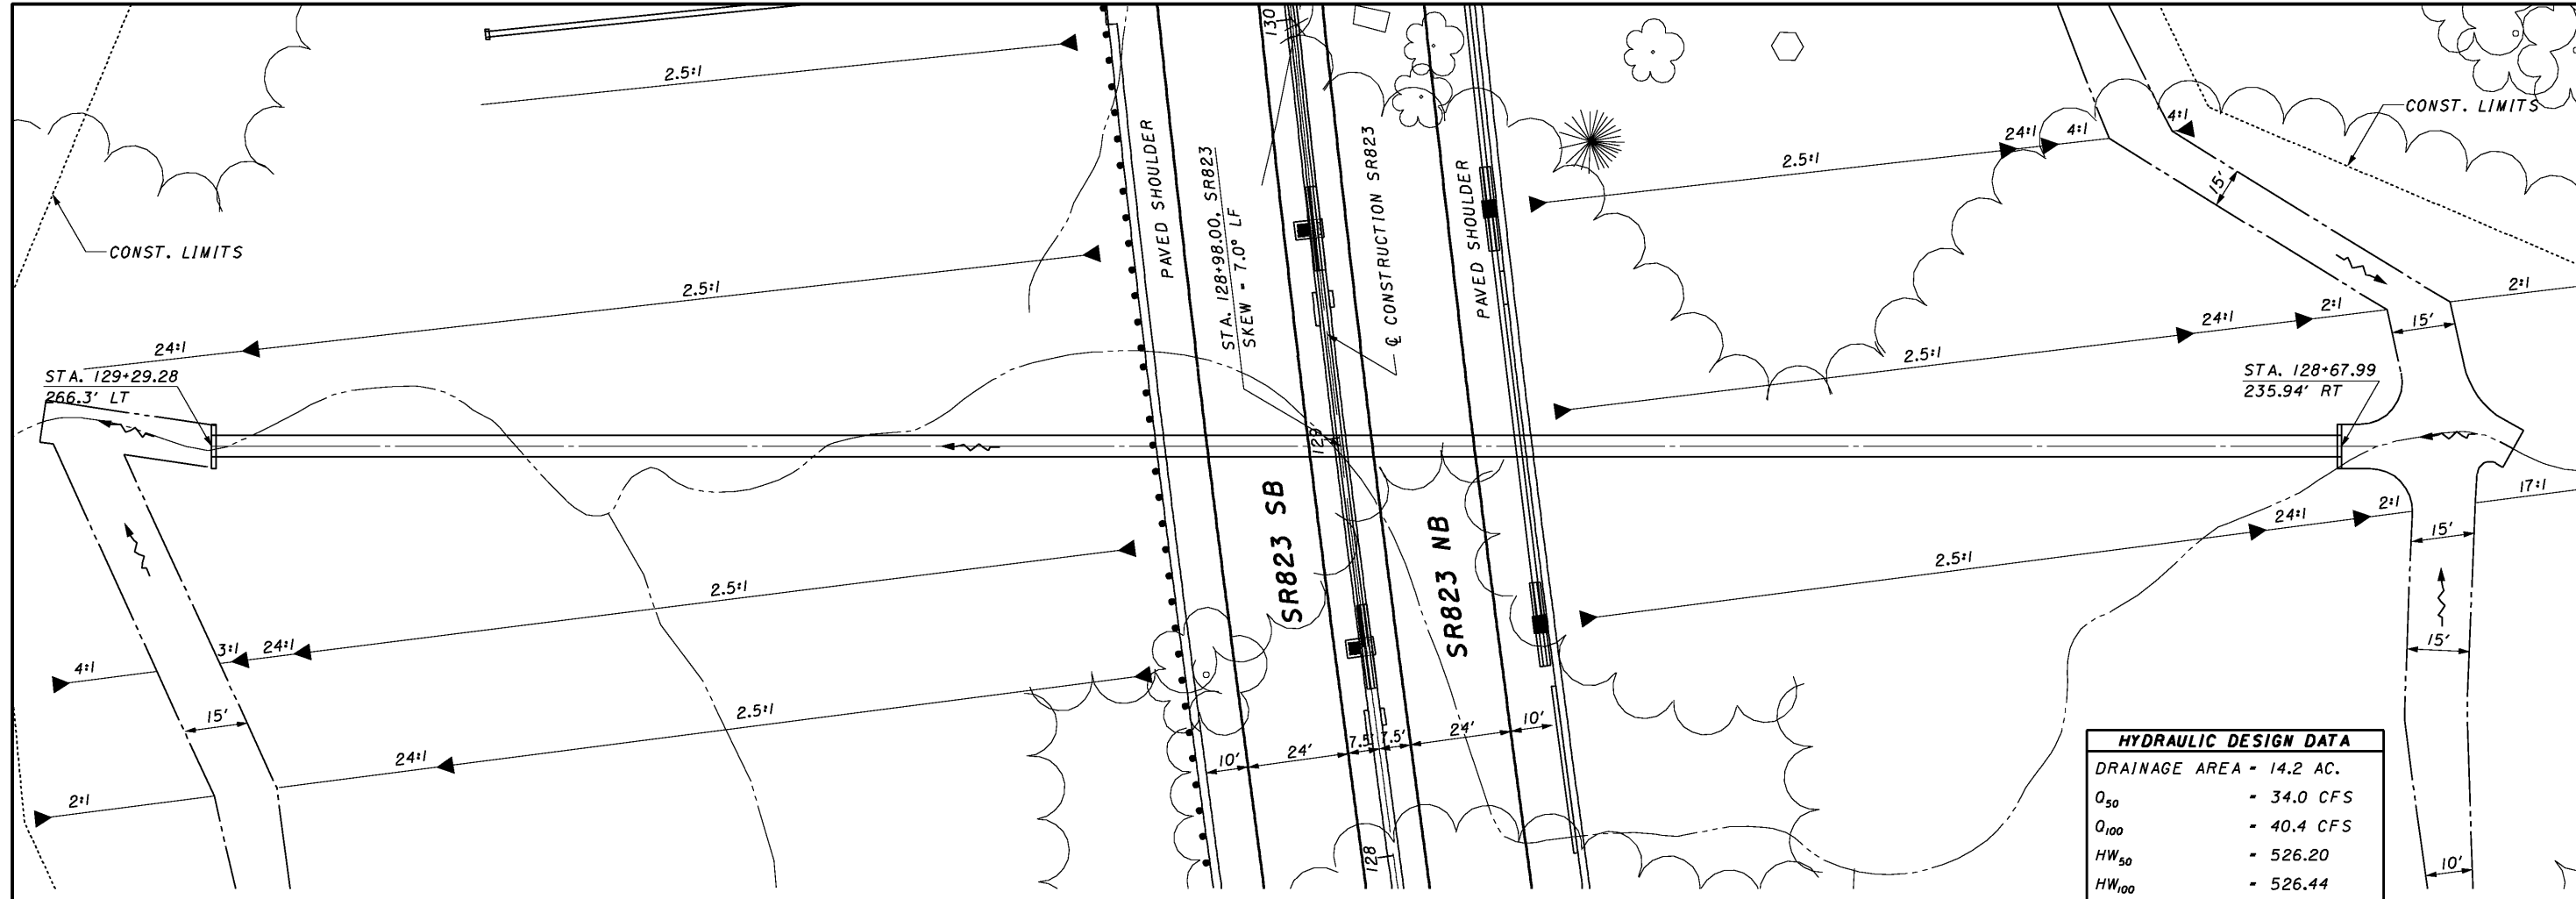 130
2.5:1
CONST. LIMITS
24:1
4:1
4:1
2.5:1
15'
CONST. LIMITS
PAVED SHOULDER
STA. 128+98.00, SR823
SKEW = 7.0° LF
℄ CONSTRUCTION SR823
PAVED SHOULDER
2.5:1
24:1
2:1
2:1
15'
24:1
2.5:1
STA. 129+29.28
266.3' LT
STA. 128+67.99
235.94' RT
129
SR823 SB
SR823 NB
17:1
2:1
24:1
15'
2.5:1
2.5:1
3:1
24:1
4:1
15'
15'
2.5:1
24:1
2:1
10'
24'
7.5'
7.5'
24'
10'
128
HYDRAULIC DESIGN DATA
DRAINAGE AREA = 14.2 AC.
Q50 = 34.0 CFS
Q100 = 40.4 CFS
HW50 = 526.20
HW100 = 526.44
10'